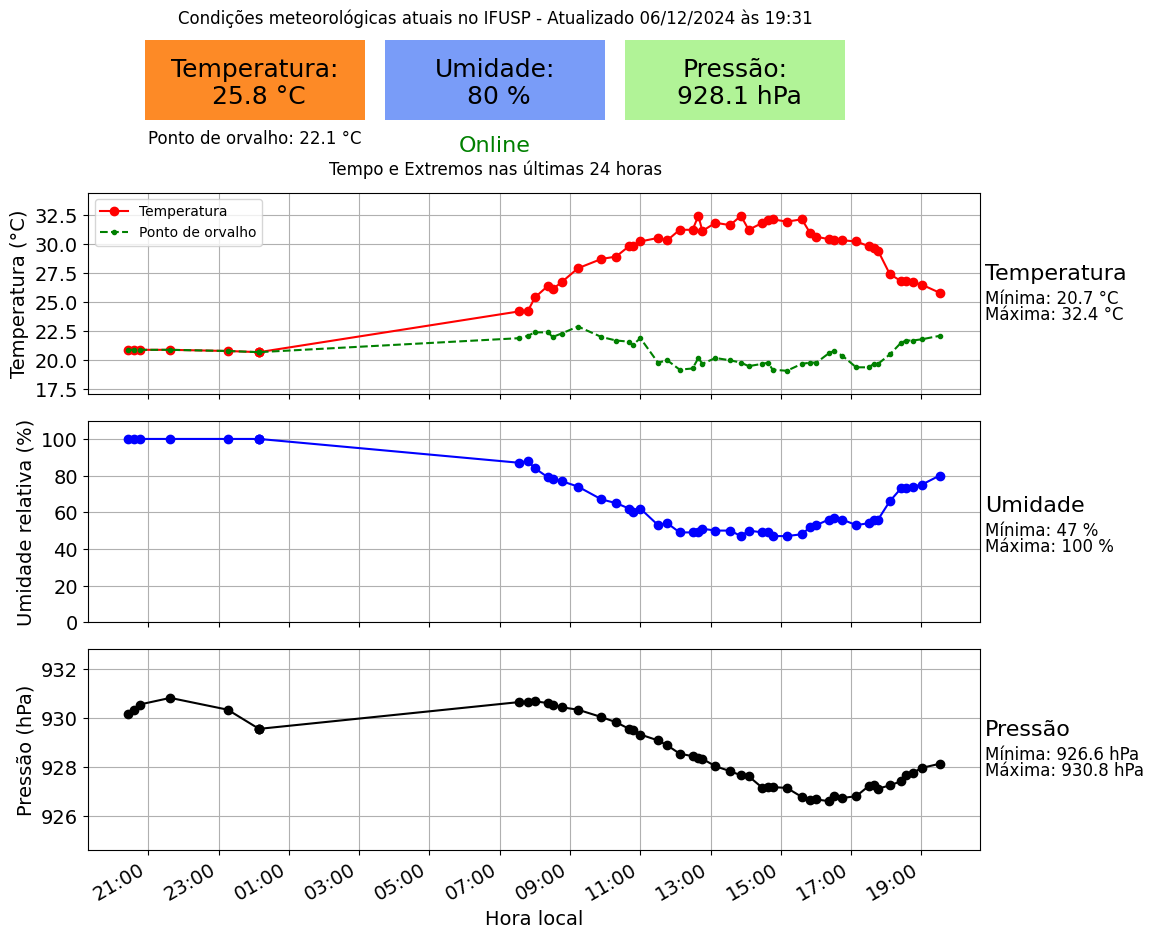 Condições meteorológicas atuais no IFUSP - Atualizado 06/12/2024 às 19:31
Temperatura:
25.8 °C
Umidade:
80 %
Pressão:
928.1 hPa
Ponto de orvalho: 22.1 °C
Online
Tempo e Extremos nas últimas 24 horas
Temperatura (°C)
32.5
30.0
27.5
25.0
22.5
20.0
17.5
Temperatura
Ponto de orvalho
Temperatura
Mínima: 20.7 °C
Máxima: 32.4 °C
Umidade relativa (%)
100
80
60
40
20
0
Umidade
Mínima: 47 %
Máxima: 100 %
Pressão (hPa)
932
930
928
926
Pressão
Mínima: 926.6 hPa
Máxima: 930.8 hPa
21:00 23:00 01:00 03:00 05:00 07:00 09:00 11:00 13:00 15:00 17:00 19:00
Hora local